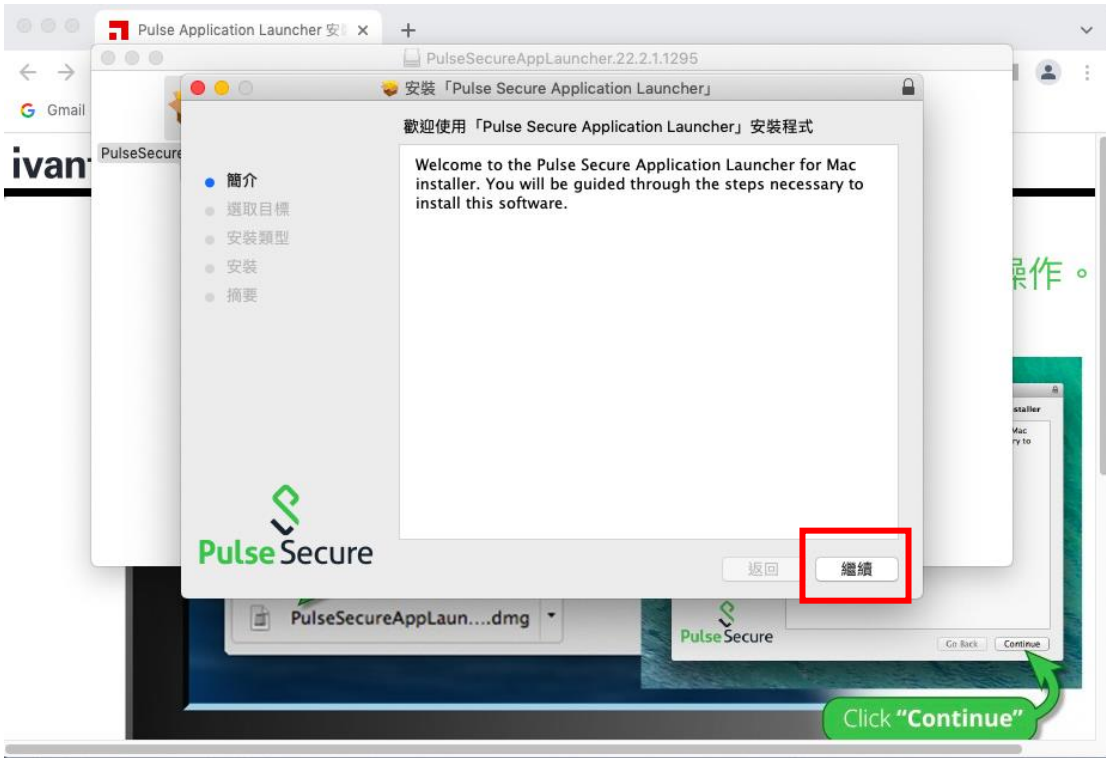 Pulse Application Launcher 安
PulseSecureAppLauncher.22.2.1.1295
Gmail
ivan
PulseSecure
安裝「Pulse Secure Application Launcher」
歡迎使用「Pulse Secure Application Launcher」安裝程式
簡介
選取目標
安裝類型
安裝
摘要
Welcome to the Pulse Secure Application Launcher for Mac
installer. You will be guided through the steps necessary to
install this software.
Pulse Secure
返回
繼續
操作。
staller
Mac
ry to
PulseSecureAppLaun....dmg
Pulse Secure
Go Back
Continue
Click "Continue"